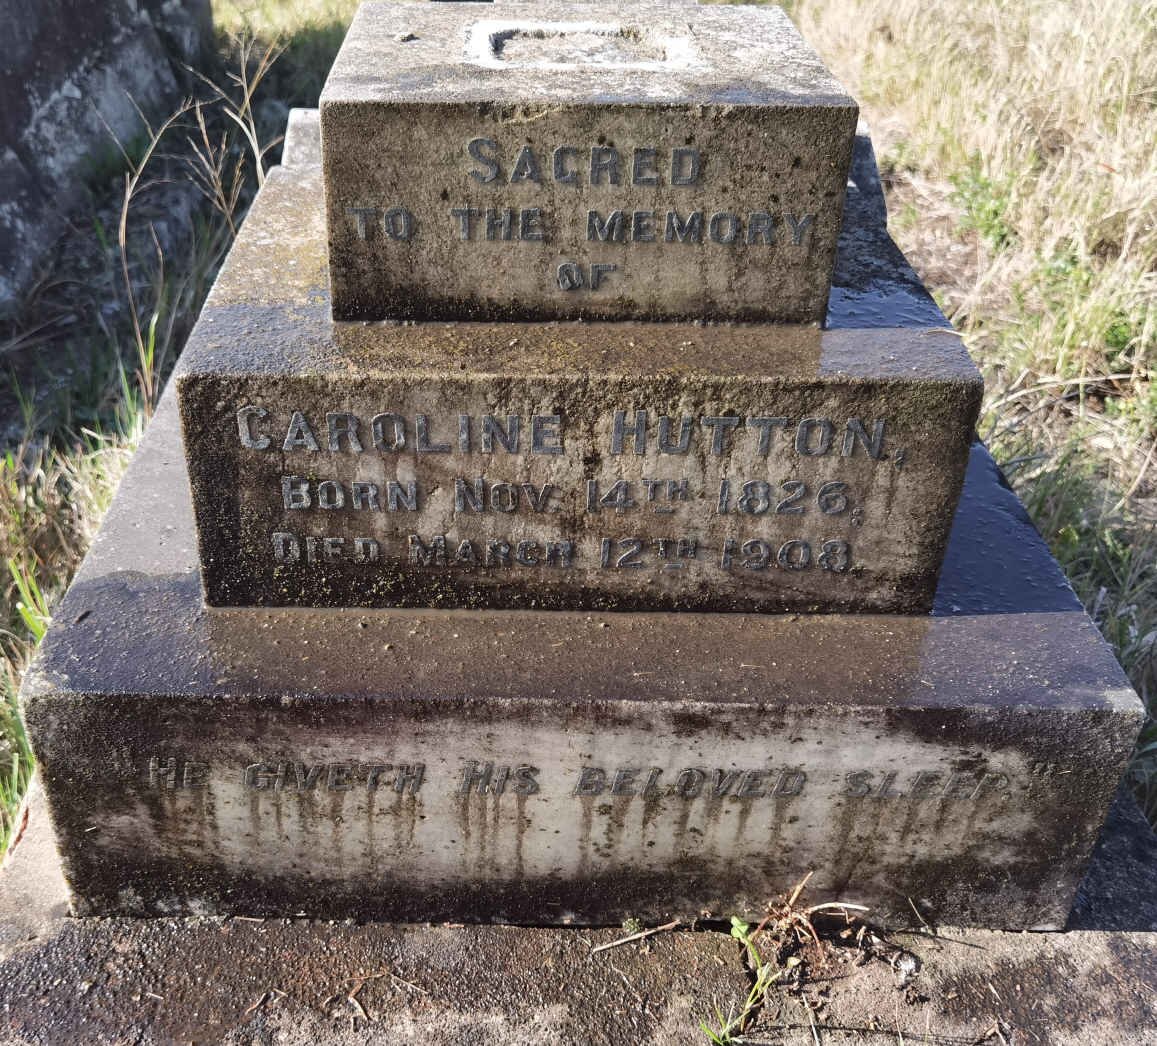 SACRED
TO THE MEMORY
OF
CAROLINE HUTTON,
BORN NOV. 14TH 1826,
DIED MARCH 12TH 1908.
"HE GIVETH HIS BELOVED SLEEP."